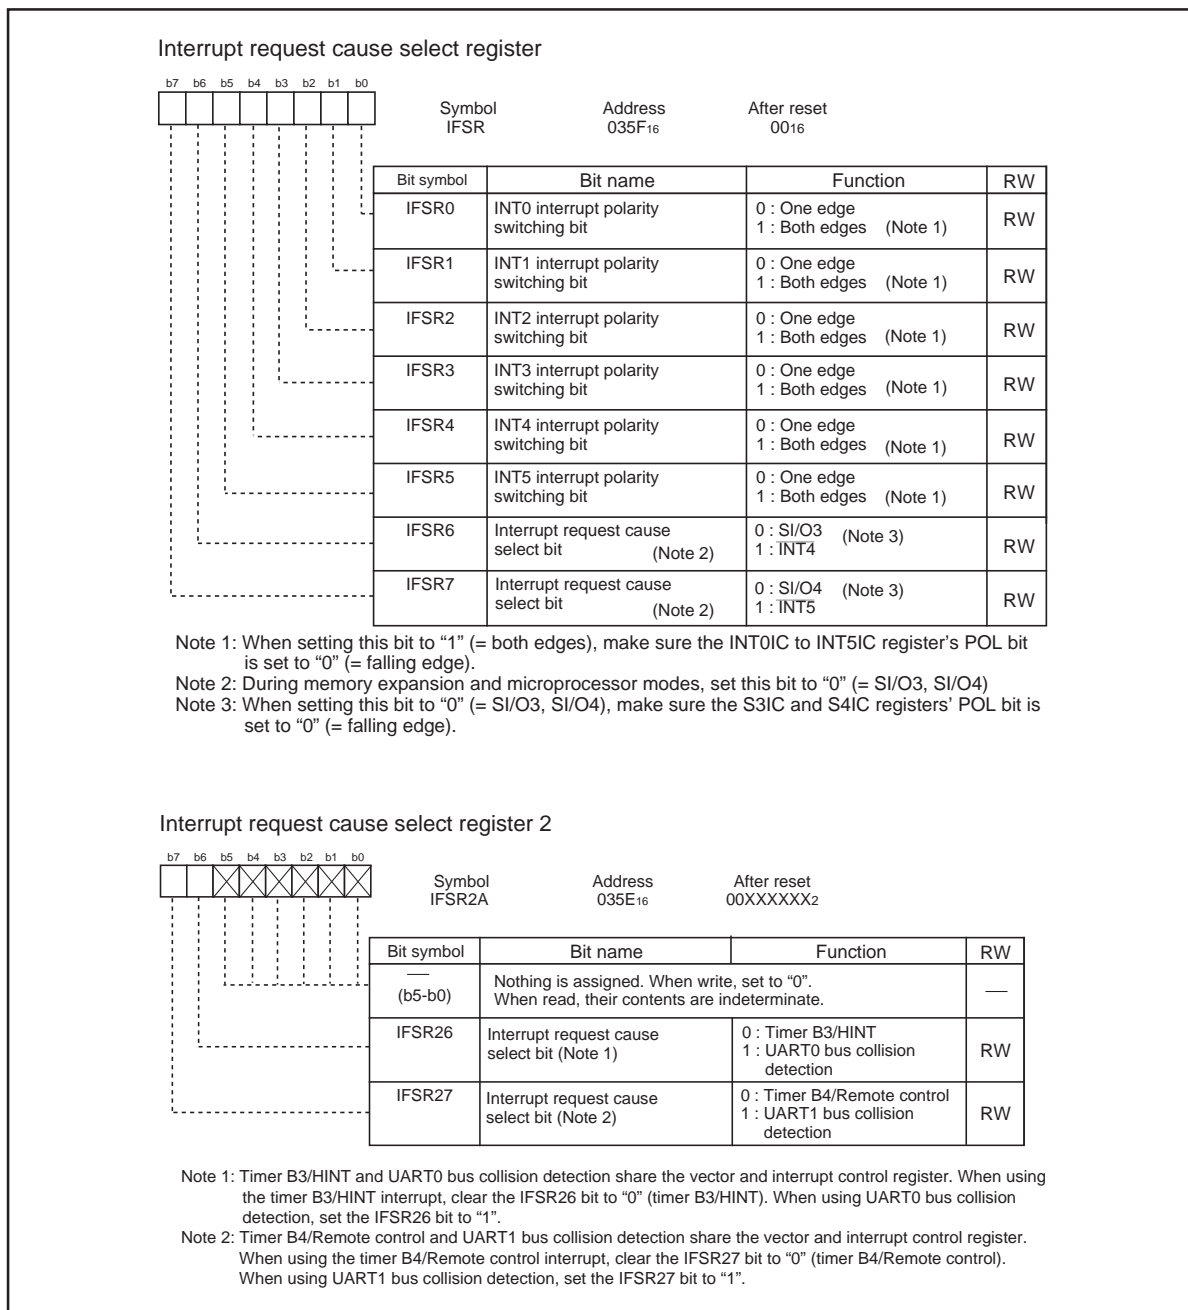 Interrupt request cause select register
b7 b6 b5 b4 b3 b2 b1 b0
Symbol Address After reset
IFSR 035F16 0016
Bit symbol Bit name Function RW
IFSR0 INT0 interrupt polarity 0 : One edge RW
switching bit 1 : Both edges (Note 1)
IFSR1 INT1 interrupt polarity 0 : One edge RW
switching bit 1 : Both edges (Note 1)
IFSR2 INT2 interrupt polarity 0 : One edge RW
switching bit 1 : Both edges (Note 1)
IFSR3 INT3 interrupt polarity 0 : One edge RW
switching bit 1 : Both edges (Note 1)
IFSR4 INT4 interrupt polarity 0 : One edge RW
switching bit 1 : Both edges (Note 1)
IFSR5 INT5 interrupt polarity 0 : One edge RW
switching bit 1 : Both edges (Note 1)
IFSR6 Interrupt request cause 0 : SI/O3 (Note 3) RW
select bit (Note 2) 1 : INT4
IFSR7 Interrupt request cause 0 : SI/O4 (Note 3) RW
select bit (Note 2) 1 : INT5
Note 1: When setting this bit to “1” (= both edges), make sure the INT0IC to INT5IC register’s POL bit
is set to “0” (= falling edge).
Note 2: During memory expansion and microprocessor modes, set this bit to “0” (= SI/O3, SI/O4)
Note 3: When setting this bit to “0” (= SI/O3, SI/O4), make sure the S3IC and S4IC registers’ POL bit is
set to “0” (= falling edge).
Interrupt request cause select register 2
b7 b6 b5 b4 b3 b2 b1 b0
Symbol Address After reset
IFSR2A 035E16 00XXXXXX2
Bit symbol Bit name Function RW
— Nothing is assigned. When write, set to “0”. —
(b5-b0) When read, their contents are indeterminate.
IFSR26 Interrupt request cause 0 : Timer B3/HINT RW
select bit (Note 1) 1 : UART0 bus collision
detection
IFSR27 Interrupt request cause 0 : Timer B4/Remote control RW
select bit (Note 2) 1 : UART1 bus collision
detection
Note 1: Timer B3/HINT and UART0 bus collision detection share the vector and interrupt control register. When using
the timer B3/HINT interrupt, clear the IFSR26 bit to “0” (timer B3/HINT). When using UART0 bus collision
detection, set the IFSR26 bit to “1”.
Note 2: Timer B4/Remote control and UART1 bus collision detection share the vector and interrupt control register.
When using the timer B4/Remote control interrupt, clear the IFSR27 bit to “0” (timer B4/Remote control).
When using UART1 bus collision detection, set the IFSR27 bit to “1”.